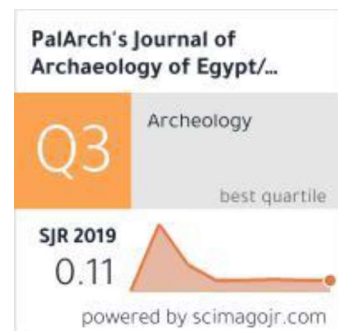 PalArch's Journal of
Archaeology of Egypt/...
Q3
Archeology
best quartile
SJR 2019
0.11
powered by scimagojr.com